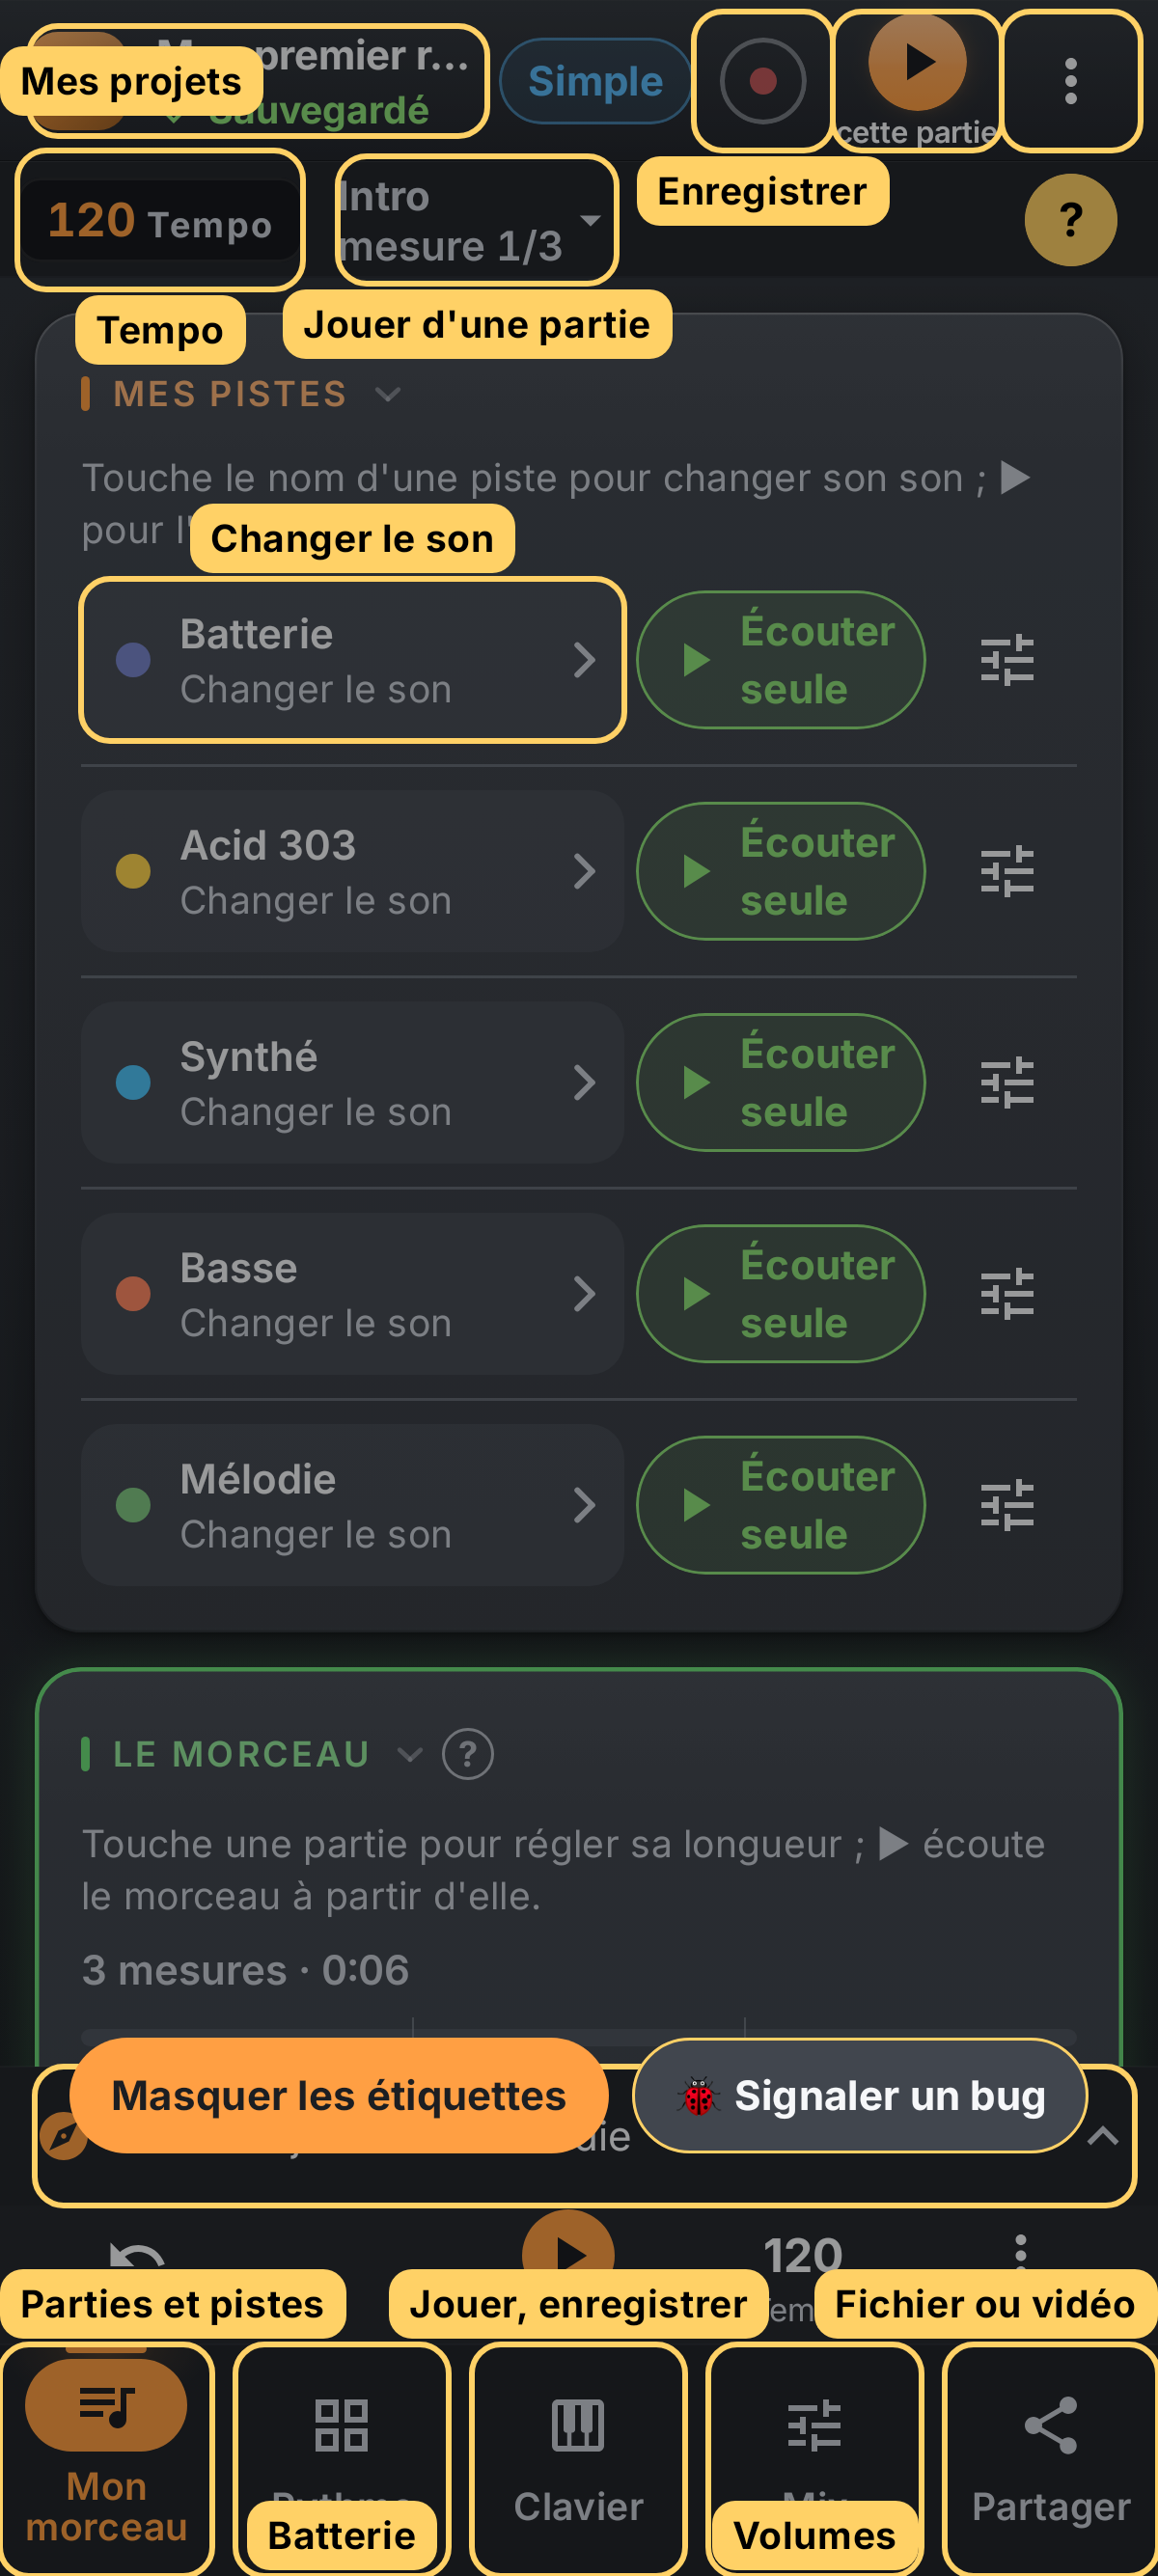 Mes projets
premier r...
Sauvegardé
Simple
cette partie
120 Tempo
Intro
mesure 1/3
Enregistrer
?
Tempo
Jouer d'une partie
MES PISTES
Touche le nom d'une piste pour changer son son ; ▶
pour l'
Changer le son
Batterie
Changer le son
Écouter
seule
Acid 303
Changer le son
Écouter
seule
Synthé
Changer le son
Écouter
seule
Basse
Changer le son
Écouter
seule
Mélodie
Changer le son
Écouter
seule
LE MORCEAU
?
Touche une partie pour régler sa longueur ; ▶ écoute
le morceau à partir d'elle.
3 mesures · 0:06
Masquer les étiquettes
🐞 Signaler un bug
120
Parties et pistes
Jouer, enregistrer
Fichier ou vidéo
Mon
morceau
Clavier
Partager
Batterie
Volumes